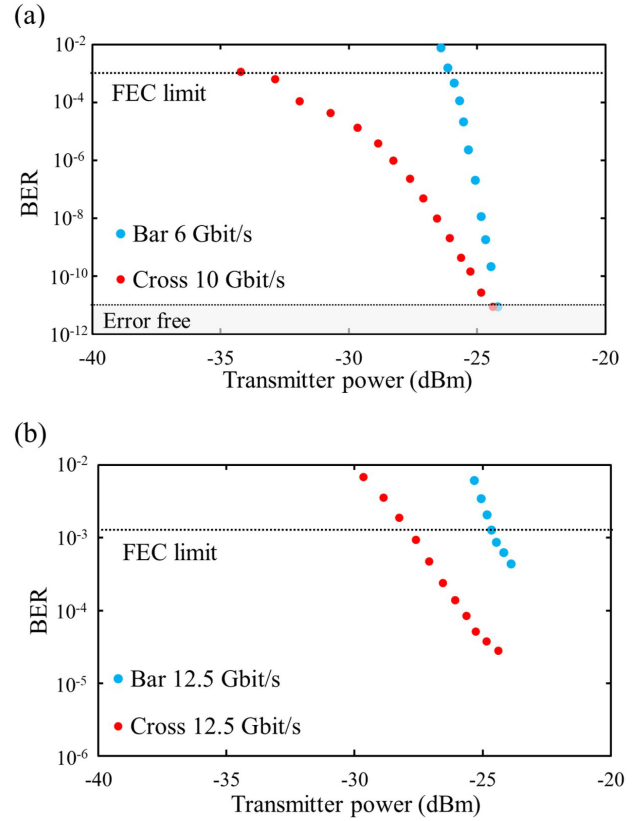 (a)
10-2
FEC limit
10-4
10-6
BER
10-8
Bar 6 Gbit/s
10-10
Cross 10 Gbit/s
Error free
10-12
-40 -35 -30 -25 -20
Transmitter power (dBm)
(b)
10-2
10-3
FEC limit
BER
10-4
10-5
Bar 12.5 Gbit/s
Cross 12.5 Gbit/s
10-6
-40 -35 -30 -25 -20
Transmitter power (dBm)